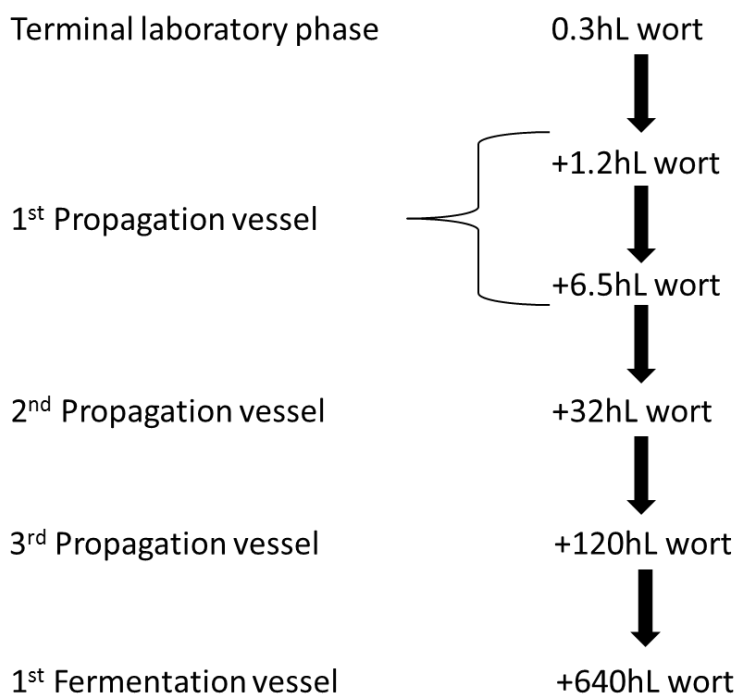 Terminal laboratory phase 0.3hL wort
+1.2hL wort
1st Propagation vessel
+6.5hL wort
2nd Propagation vessel +32hL wort
3rd Propagation vessel +120hL wort
1st Fermentation vessel +640hL wort